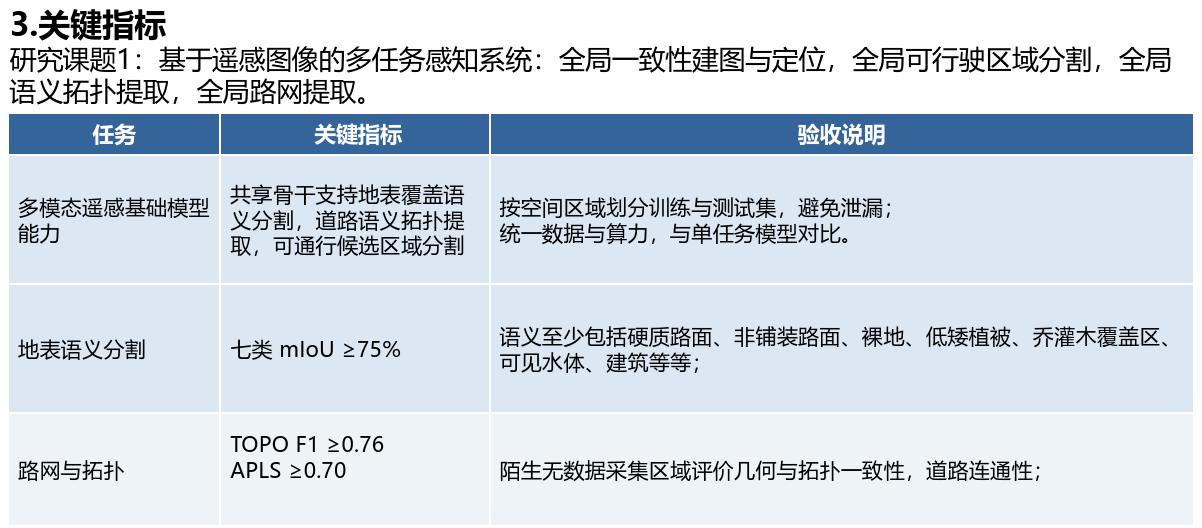 3.关键指标
研究课题1：基于遥感图像的多任务感知系统：全局一致性建图与定位，全局可行驶区域分割，全局
语义拓扑提取，全局路网提取。
任务
关键指标
验收说明
多模态遥感基础模型
能力
共享骨干支持地表覆盖语
义分割，道路语义拓扑提
取，可通行候选区域分割
按空间区域划分训练与测试集，避免泄漏；
统一数据与算力，与单任务模型对比。
地表语义分割
七类 mIoU ≥75%
语义至少包括硬质路面、非铺装路面、裸地、低矮植被、乔灌木覆盖区、
可见水体、建筑等等；
路网与拓扑
TOPO F1 ≥0.76
APLS ≥0.70
陌生无数据采集区域评价几何与拓扑一致性，道路连通性；